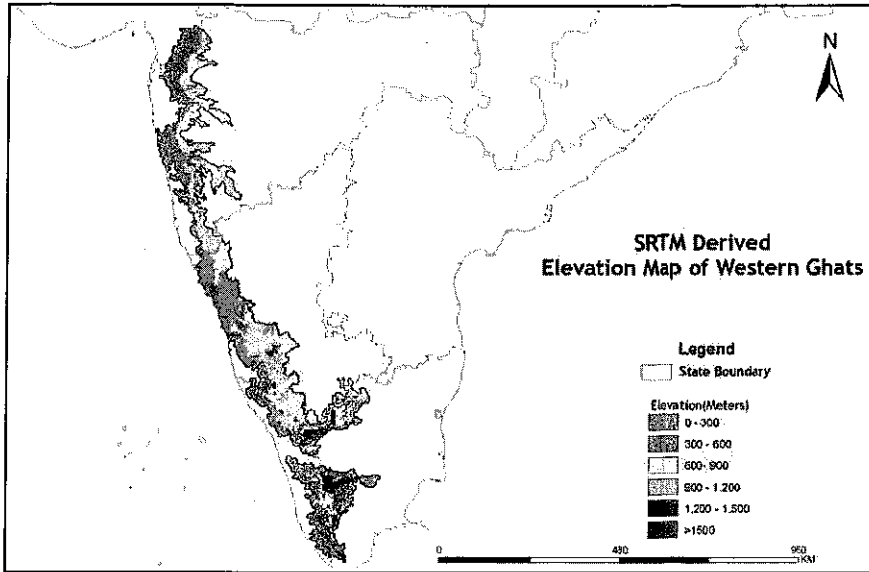 N
SRTM Derived
Elevation Map of Western Ghats
Legend
State Boundary
Elevation(Meters)
0 - 300
300 - 600
600 - 900
900 - 1.200
1,200 - 1.500
>1500
0 480 960
KM